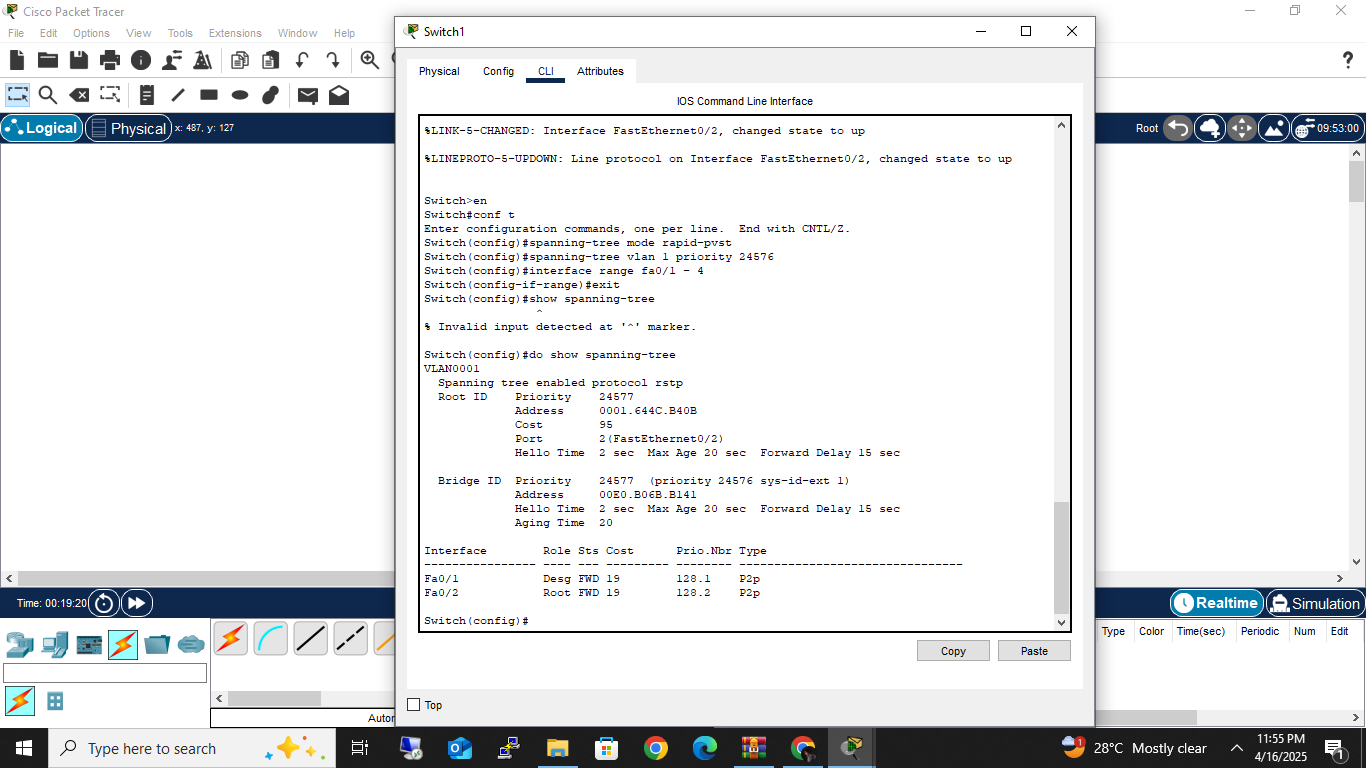 Cisco Packet Tracer
File Edit Options View Tools Extensions Window Help
Logical Physical x: 487, y: 127
Root 09:53:00
Switch1
Physical Config CLI Attributes
IOS Command Line Interface
%LINK-5-CHANGED: Interface FastEthernet0/2, changed state to up
%LINEPROTO-5-UPDOWN: Line protocol on Interface FastEthernet0/2, changed state to up
Switch>en
Switch#conf t
Enter configuration commands, one per line.  End with CNTL/Z.
Switch(config)#spanning-tree mode rapid-pvst
Switch(config)#spanning-tree vlan 1 priority 24576
Switch(config)#interface range fa0/1 - 4
Switch(config-if-range)#exit
Switch(config)#show spanning-tree
^
% Invalid input detected at '^' marker.
Switch(config)#do show spanning-tree
VLAN0001
  Spanning tree enabled protocol rstp
  Root ID    Priority    24577
             Address     0001.644C.B40B
             Cost        95
             Port        2(FastEthernet0/2)
             Hello Time  2 sec  Max Age 20 sec  Forward Delay 15 sec
  Bridge ID  Priority    24577  (priority 24576 sys-id-ext 1)
             Address     00E0.B06B.B141
             Hello Time  2 sec  Max Age 20 sec  Forward Delay 15 sec
             Aging Time  20
Interface        Role Sts Cost      Prio.Nbr Type
---------------- ---- --- --------- -------- --------------------------------
Fa0/1            Desg FWD 19        128.1    P2p
Fa0/2            Root FWD 19        128.2    P2p
Switch(config)#
Copy Paste
Top
Time: 00:19:20
Realtime Simulation
Type Color Time(sec) Periodic Num Edit
Autor
Type here to search
28°C Mostly clear
11:55 PM
4/16/2025
1
1